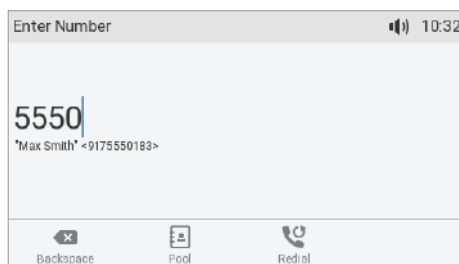 Enter Number 10:32
5550
"Max Smith" <9175550183>
Backspace Pool Redial